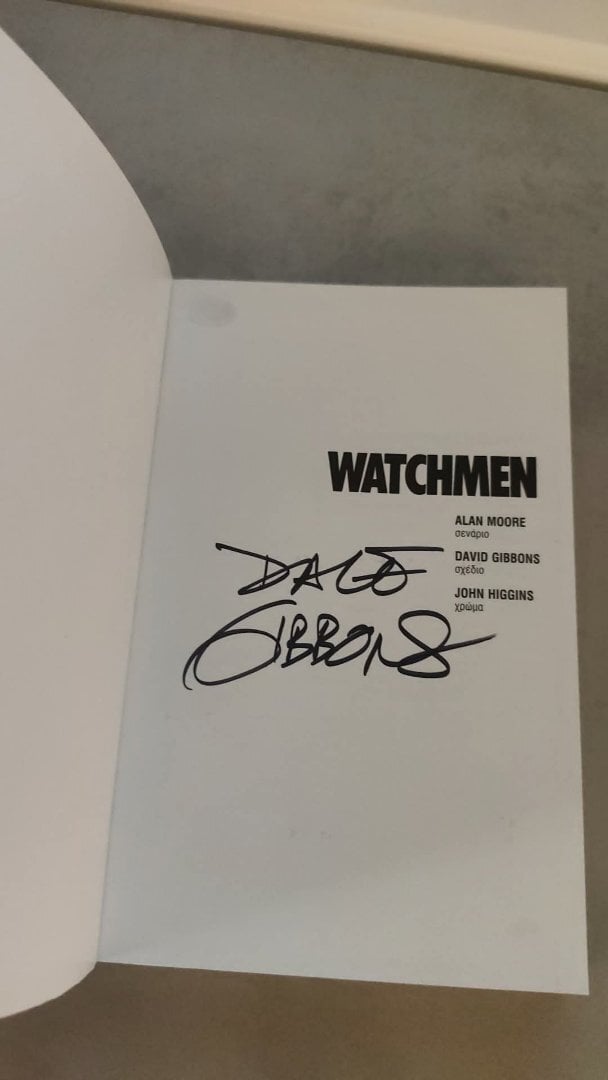 WATCHMEN
ALAN MOORE
σενάριο
DAVID GIBBONS
σχέδιο
JOHN HIGGINS
χρώμα
DAVE
GIBBONS